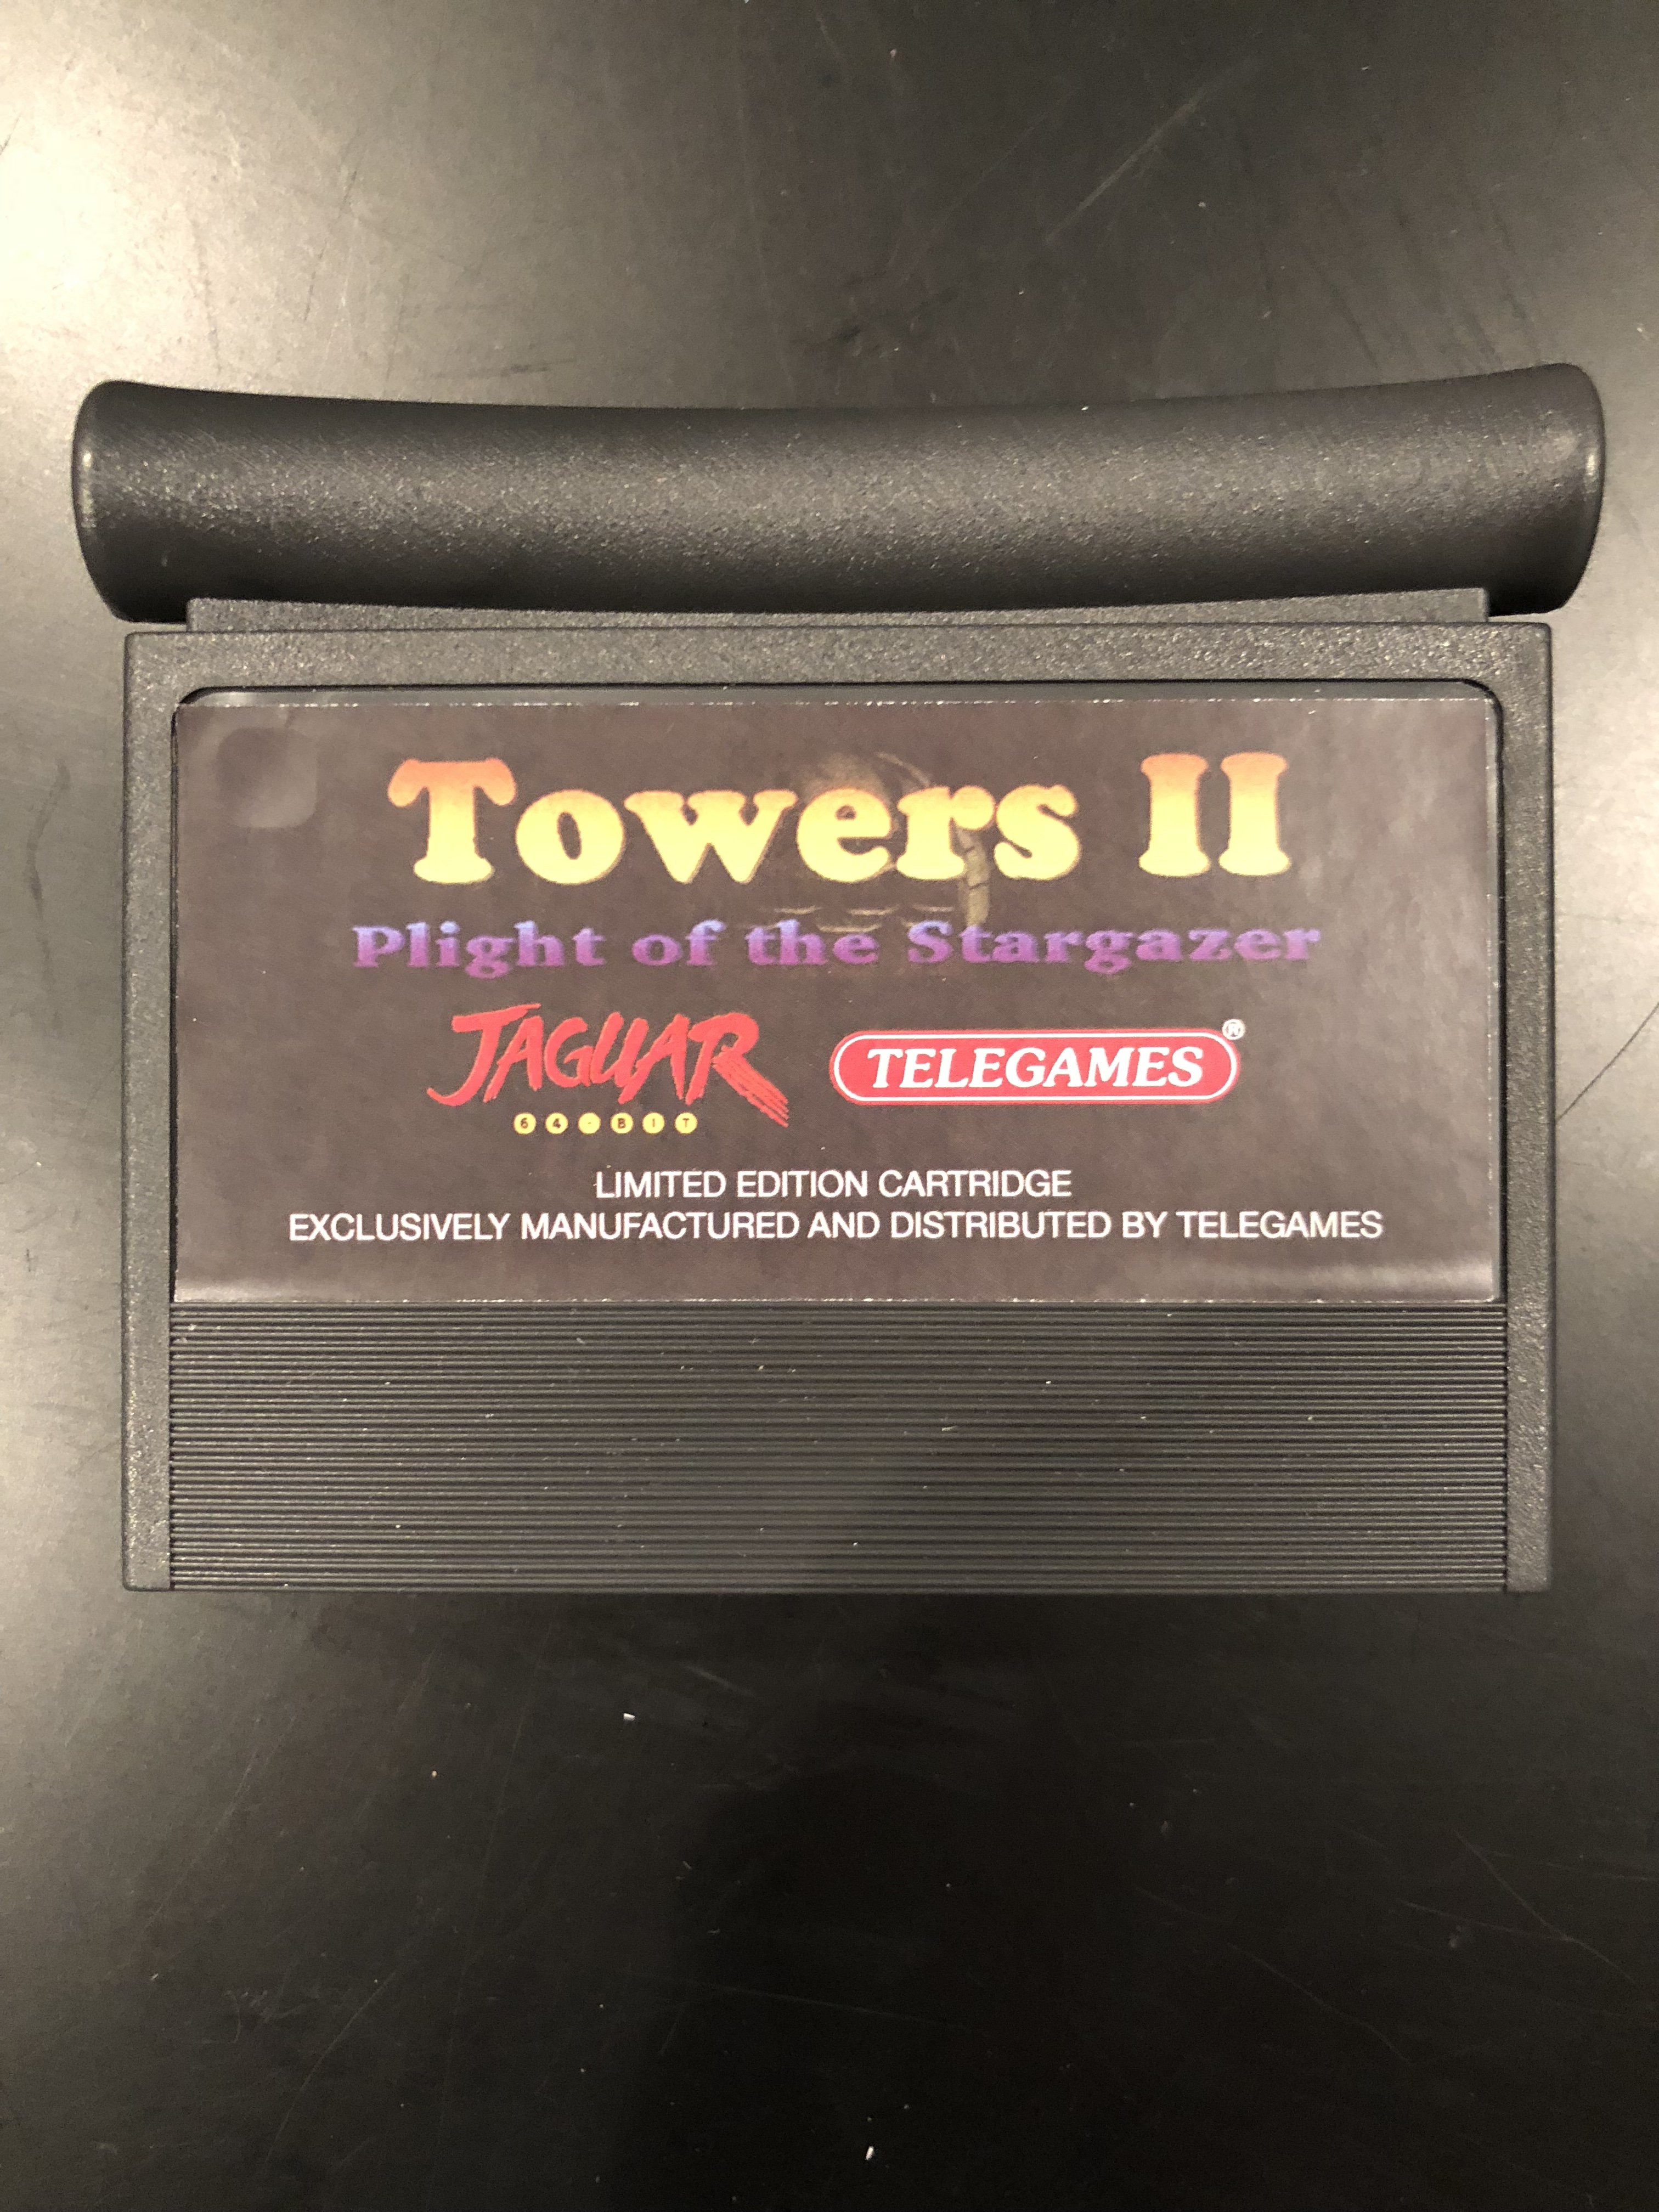 Towers II
Plight of the Stargazer
JAGUAR
64-BIT
TELEGAMES®
LIMITED EDITION CARTRIDGE
EXCLUSIVELY MANUFACTURED AND DISTRIBUTED BY TELEGAMES